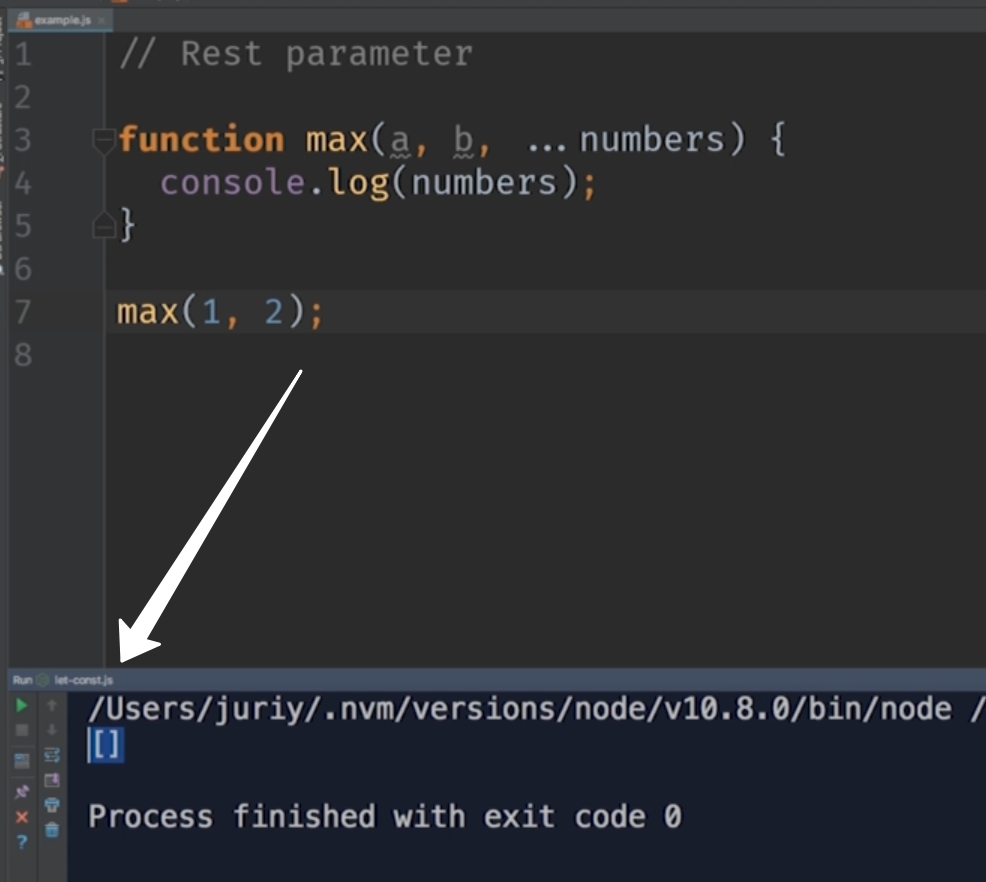 example.js
1 // Rest parameter
2
3 function max(a, b, ...numbers) {
4 console.log(numbers);
5 }
6
7 max(1, 2);
8
Run let-const.js
/Users/juriy/.nvm/versions/node/v10.8.0/bin/node /
[]
Process finished with exit code 0